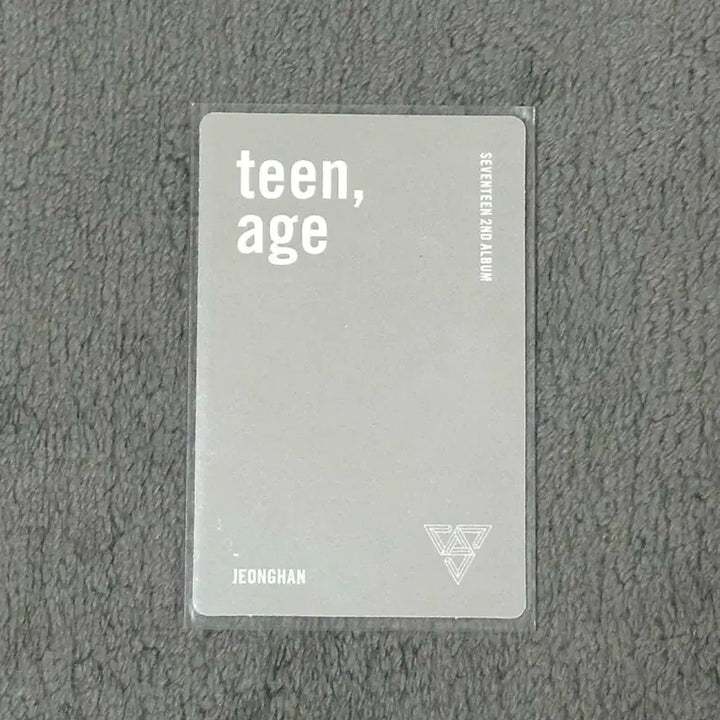 teen,
age
SEVENTEEN 2ND ALBUM
JEONGHAN